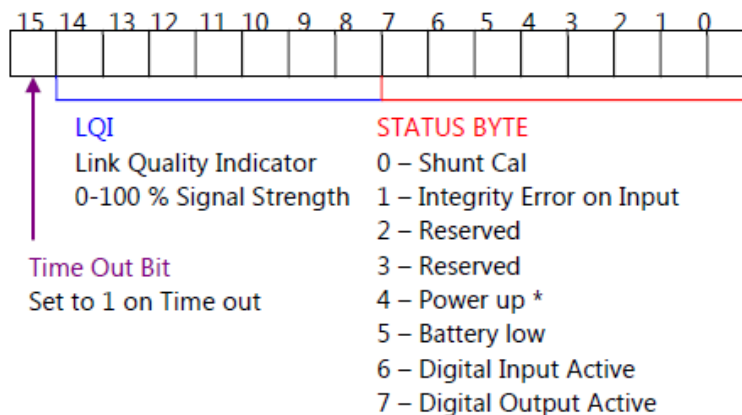 15 14 13 12 11 10 9 8 7 6 5 4 3 2 1 0
LQI
Link Quality Indicator
0-100 % Signal Strength
Time Out Bit
Set to 1 on Time out
STATUS BYTE
0 – Shunt Cal
1 – Integrity Error on Input
2 – Reserved
3 – Reserved
4 – Power up *
5 – Battery low
6 – Digital Input Active
7 – Digital Output Active